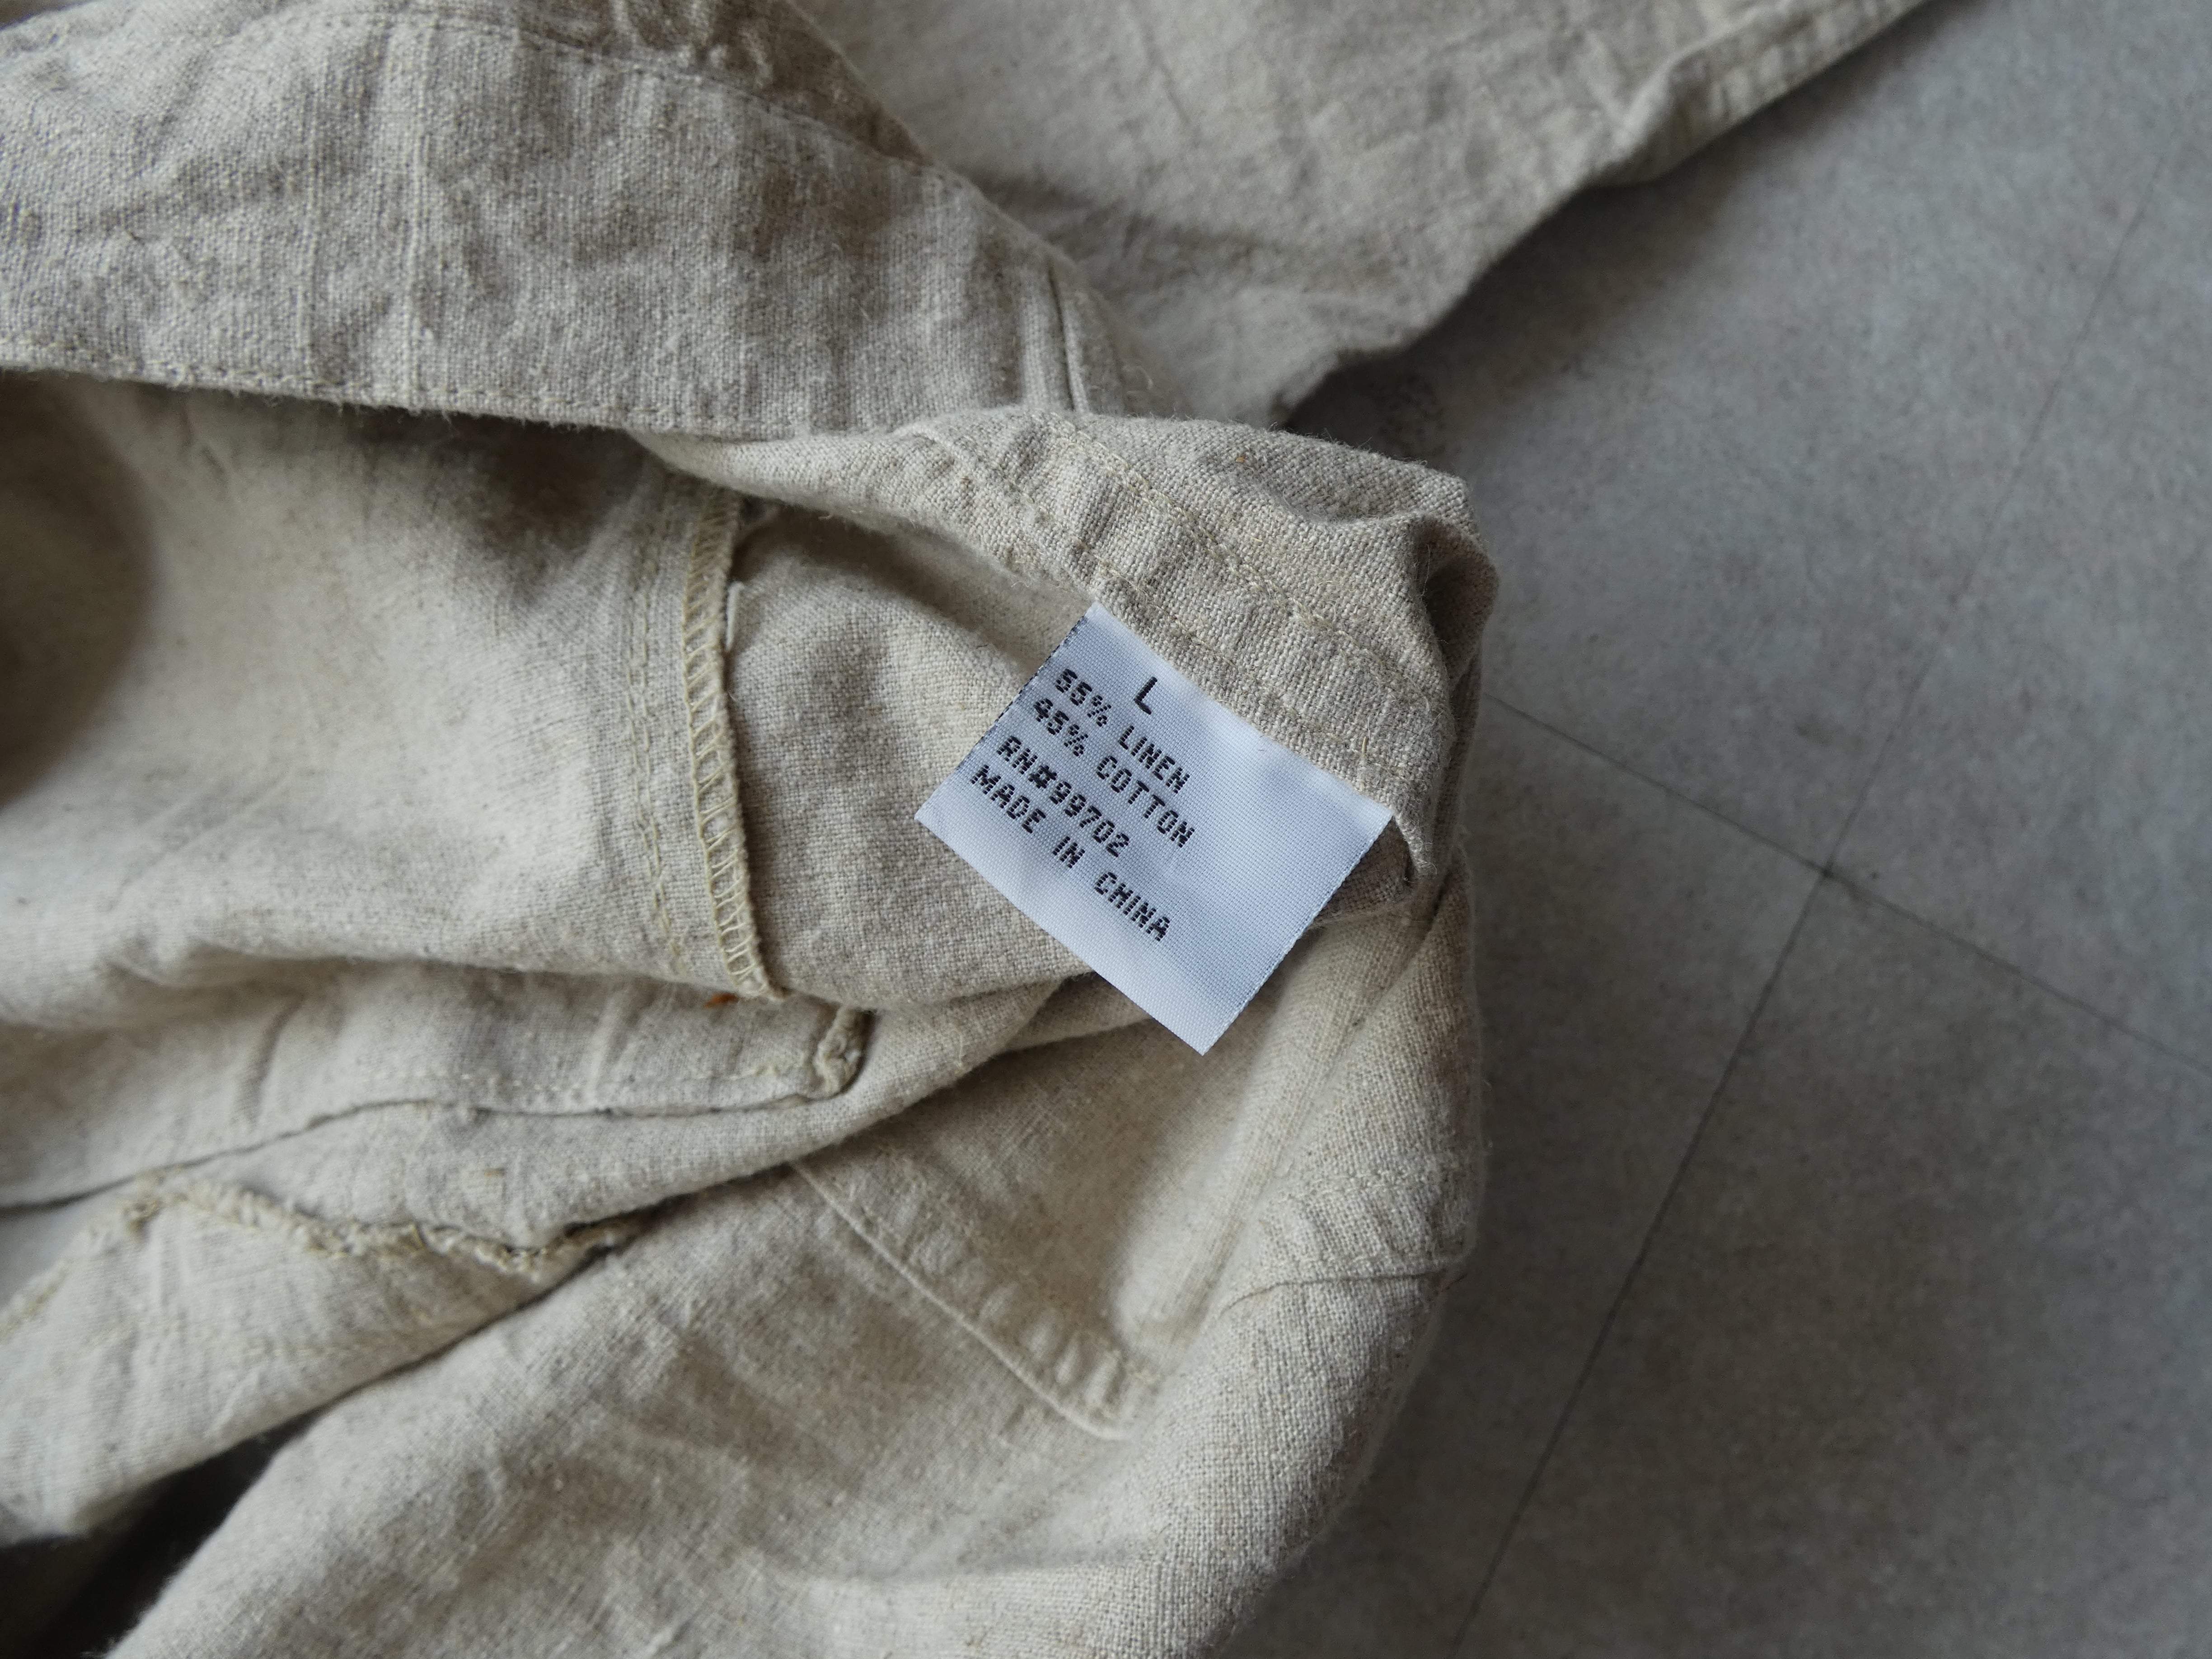 L
55% LINEN
45% COTTON
RN#99702
MADE IN CHINA